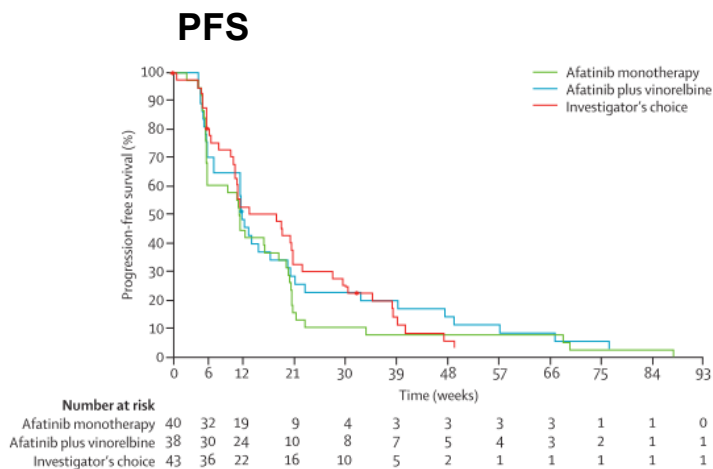 PFS
Afatinib monotherapy
Afatinib plus vinorelbine
Investigator's choice
Progression-free survival (%)
100
90
80
70
60
50
40
30
20
10
0
0 6 12 21 30 39 48 57 66 75 84 93
Time (weeks)
Number at risk
Afatinib monotherapy 40 32 19 9 4 3 3 3 3 1 1 0
Afatinib plus vinorelbine 38 30 24 10 8 7 5 4 3 2 1 1
Investigator's choice 43 36 22 16 10 5 2 1 1 1 1 1